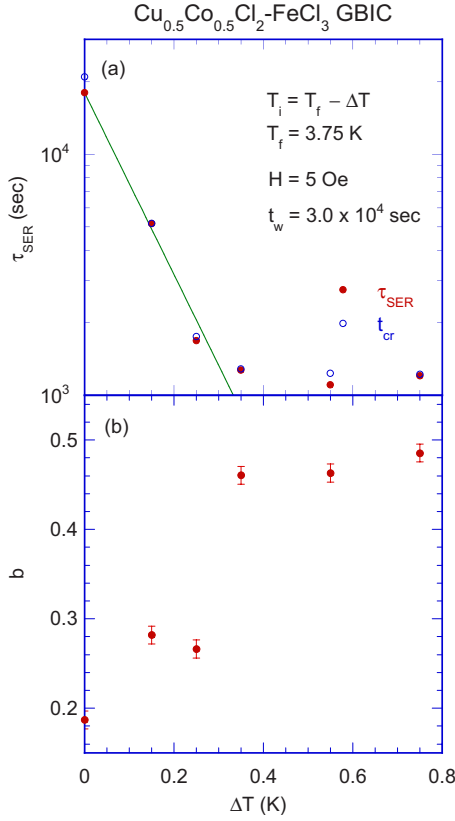 Cu0.5Co0.5Cl2-FeCl3 GBIC
(a)
Ti = Tf − ΔT
Tf = 3.75 K
H = 5 Oe
tw = 3.0 x 10^4 sec
10^4
τSER (sec)
τSER
tcr
10^3
(b)
0.5
0.4
b
0.3
0.2
0 0.2 0.4 0.6 0.8
ΔT (K)